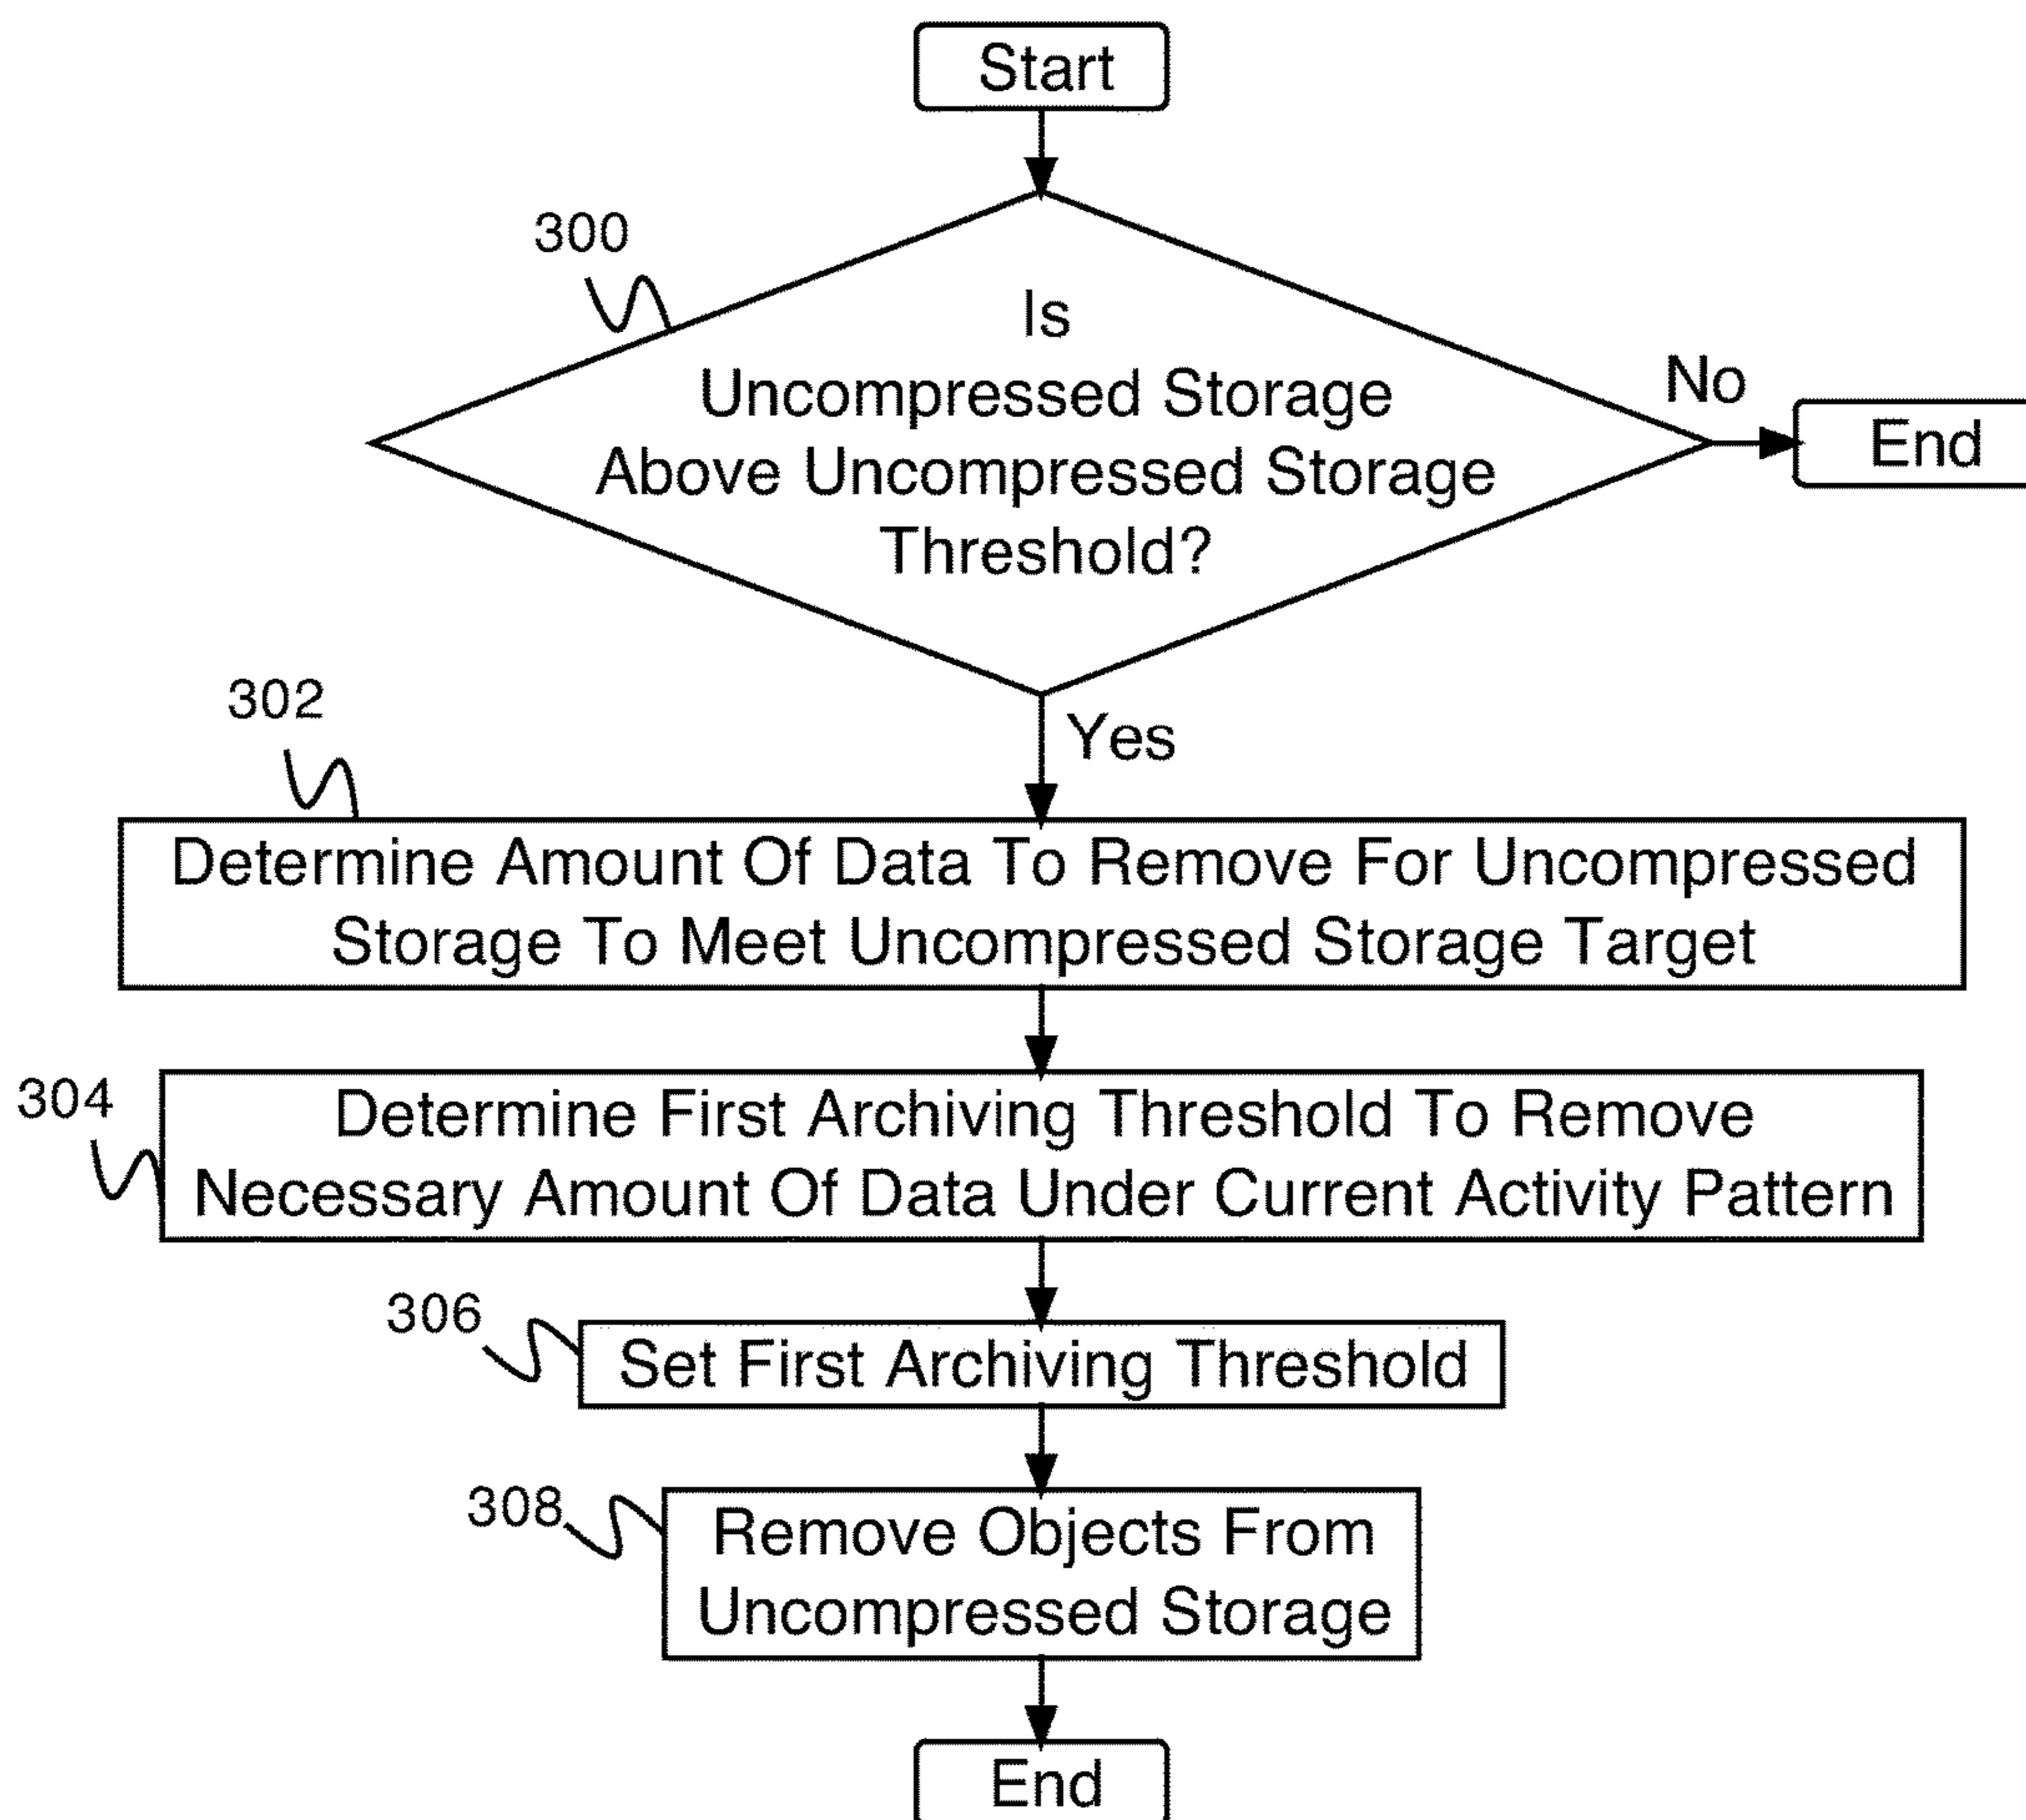 Start
300
Is
Uncompressed Storage
Above Uncompressed Storage
Threshold?
No
End
Yes
302
Determine Amount Of Data To Remove For Uncompressed
Storage To Meet Uncompressed Storage Target
304
Determine First Archiving Threshold To Remove
Necessary Amount Of Data Under Current Activity Pattern
306
Set First Archiving Threshold
308
Remove Objects From
Uncompressed Storage
End